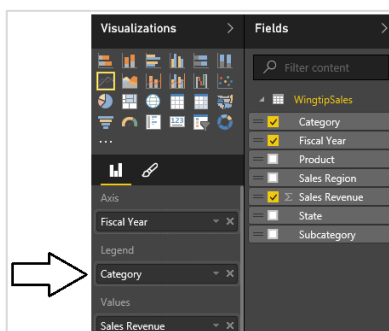 Visualizations
Fields
Filter content
WingtipSales
Category
Fiscal Year
Product
Sales Region
Σ Sales Revenue
State
Subcategory
123
...
Axis
Fiscal Year
Legend
Category
Values
Sales Revenue